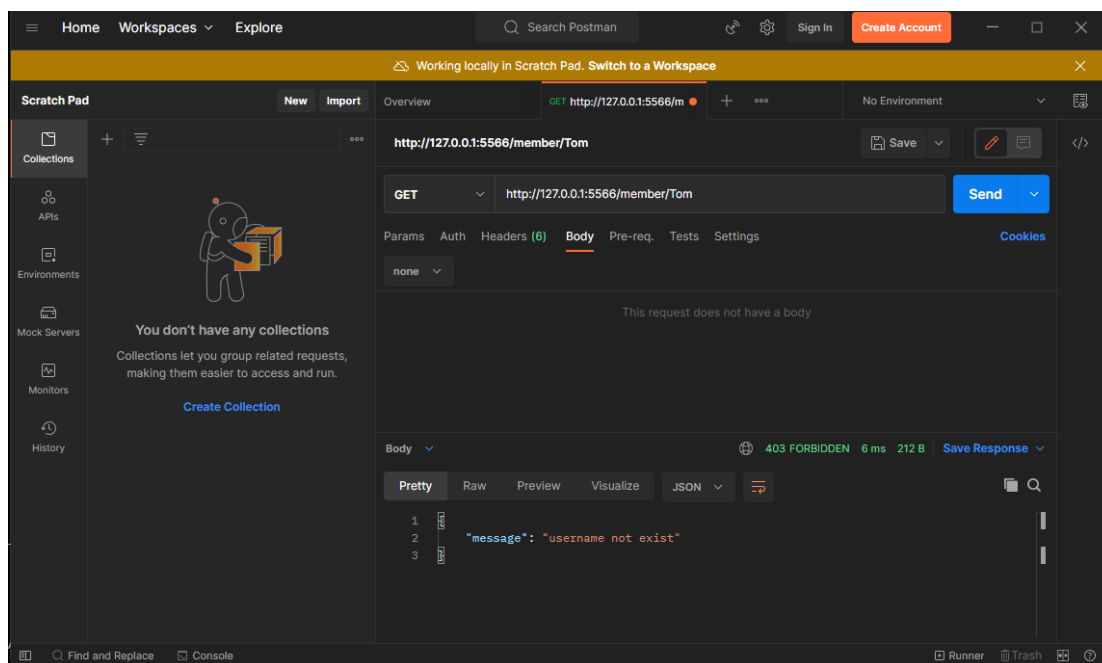 Home Workspaces Explore Search Postman Sign In Create Account
Working locally in Scratch Pad. Switch to a Workspace
Scratch Pad New Import Overview GET http://127.0.0.1:5566/m No Environment
Collections
http://127.0.0.1:5566/member/Tom Save
GET http://127.0.0.1:5566/member/Tom Send
APIs
Params Auth Headers (6) Body Pre-req. Tests Settings Cookies
Environments
none
This request does not have a body
Mock Servers
You don't have any collections
Collections let you group related requests,
making them easier to access and run.
Monitors
Create Collection
History
Body 403 FORBIDDEN 6 ms 212 B Save Response
Pretty Raw Preview Visualize JSON
1 {
2 "message": "username not exist"
3 }
Find and Replace Console Runner Trash